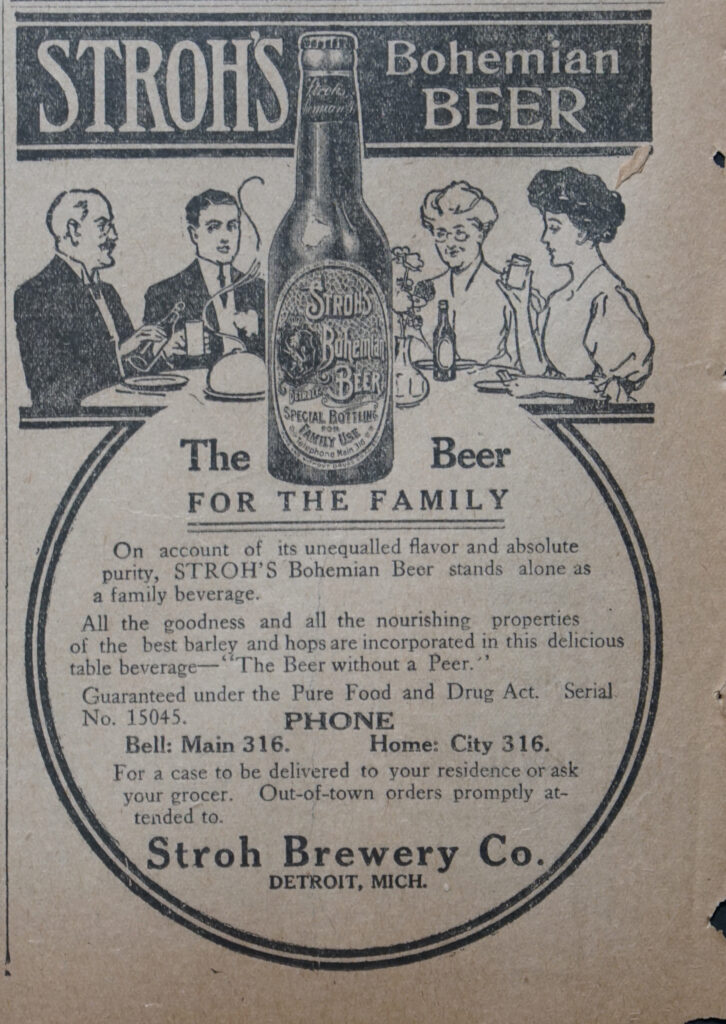 STROH'S
Bohemian
BEER
Stroh's
STROH'S
Bohemian
BEER
SPECIAL BOTTLING
FOR
FAMILY USE
Telephone Main 316
The Beer
FOR THE FAMILY
On account of its unequalled flavor and absolute
purity, STROH'S Bohemian Beer stands alone as
a family beverage.
All the goodness and all the nourishing properties
of the best barley and hops are incorporated in this delicious
table beverage—"The Beer without a Peer."
Guaranteed under the Pure Food and Drug Act. Serial
No. 15045.
PHONE
Bell: Main 316. Home: City 316.
For a case to be delivered to your residence or ask
your grocer. Out-of-town orders promptly at-
tended to.
Stroh Brewery Co.
DETROIT, MICH.